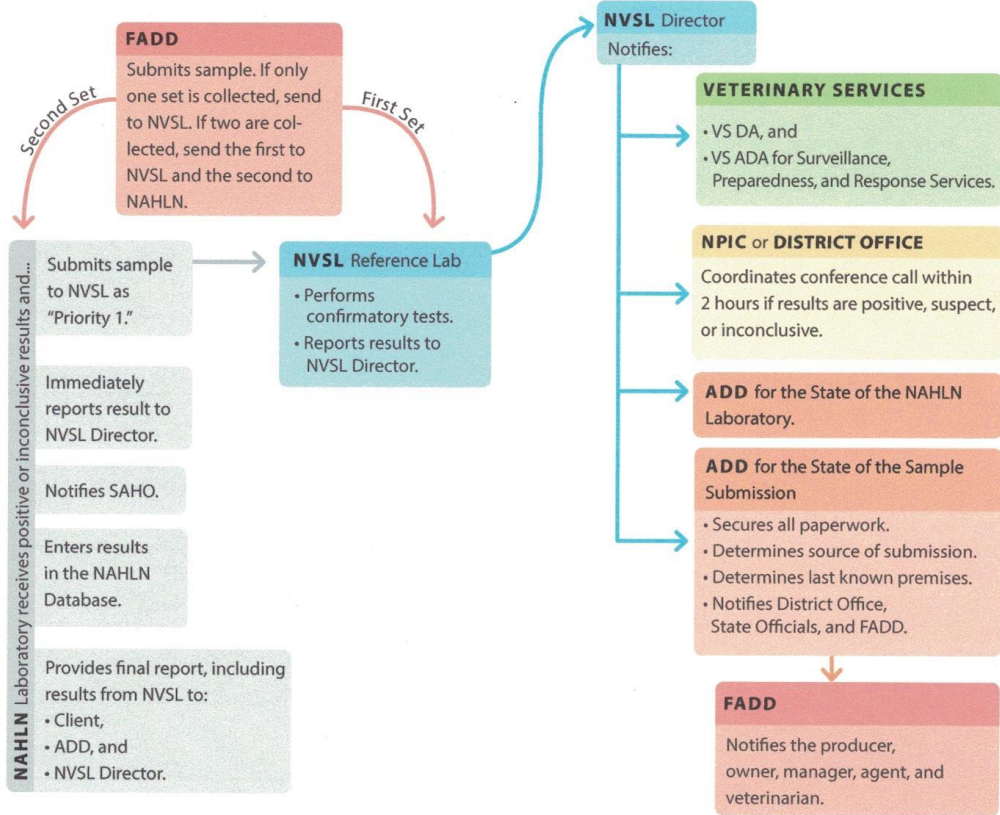 FADD
Submits sample. If only
one set is collected, send
to NVSL. If two are col-
lected, send the first to
NVSL and the second to
NAHLN.
Second Set
First Set
NAHLN Laboratory receives positive or inconclusive results and...
Submits sample
to NVSL as
“Priority 1.”
Immediately
reports result to
NVSL Director.
Notifies SAHO.
Enters results
in the NAHLN
Database.
Provides final report, including
results from NVSL to:
• Client,
• ADD, and
• NVSL Director.
NVSL Reference Lab
• Performs
confirmatory tests.
• Reports results to
NVSL Director.
NVSL Director
Notifies:
VETERINARY SERVICES
• VS DA, and
• VS ADA for Surveillance,
Preparedness, and Response Services.
NPIC or DISTRICT OFFICE
Coordinates conference call within
2 hours if results are positive, suspect,
or inconclusive.
ADD for the State of the NAHLN
Laboratory.
ADD for the State of the Sample
Submission
• Secures all paperwork.
• Determines source of submission.
• Determines last known premises.
• Notifies District Office,
State Officials, and FADD.
FADD
Notifies the producer,
owner, manager, agent, and
veterinarian.